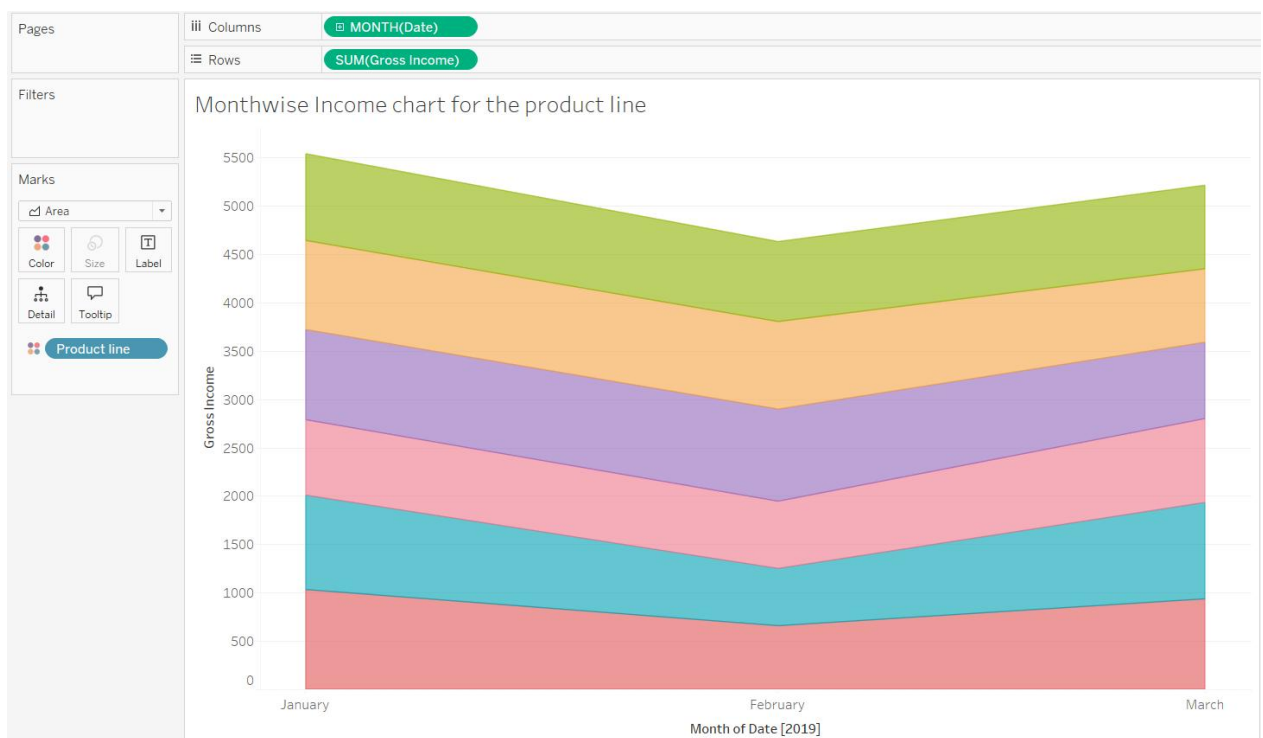 Pages
iii Columns
MONTH(Date)
Rows
SUM(Gross Income)
Filters
Marks
Area
Color
Size
Label
Detail
Tooltip
Product line
Monthwise Income chart for the product line
5500
5000
4500
4000
3500
3000
2500
2000
1500
1000
500
0
Gross Income
January
February
March
Month of Date [2019]